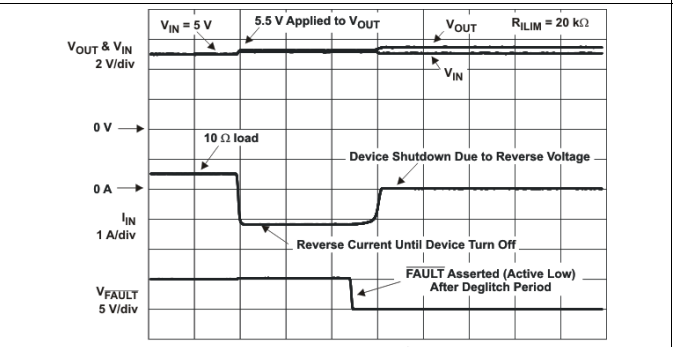 V_IN = 5 V
5.5 V Applied to V_OUT
V_OUT
R_ILIM = 20 kΩ
V_OUT & V_IN
2 V/div
V_IN
0 V
10 Ω load
Device Shutdown Due to Reverse Voltage
0 A
I_IN
1 A/div
Reverse Current Until Device Turn Off
FAULT Asserted (Active Low)
After Deglitch Period
V_FAULT
5 V/div